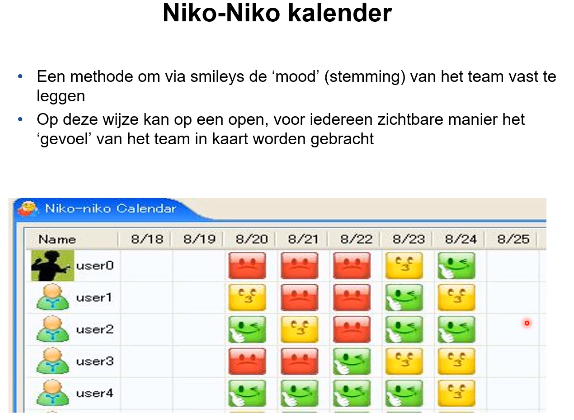 Niko-Niko kalender
• Een methode om via smileys de ‘mood’ (stemming) van het team vast te
leggen
• Op deze wijze kan op een open, voor iedereen zichtbare manier het
‘gevoel’ van het team in kaart worden gebracht
Niko-niko Calendar
Name 8/18 8/19 8/20 8/21 8/22 8/23 8/24 8/25
user0
user1
user2
user3
user4